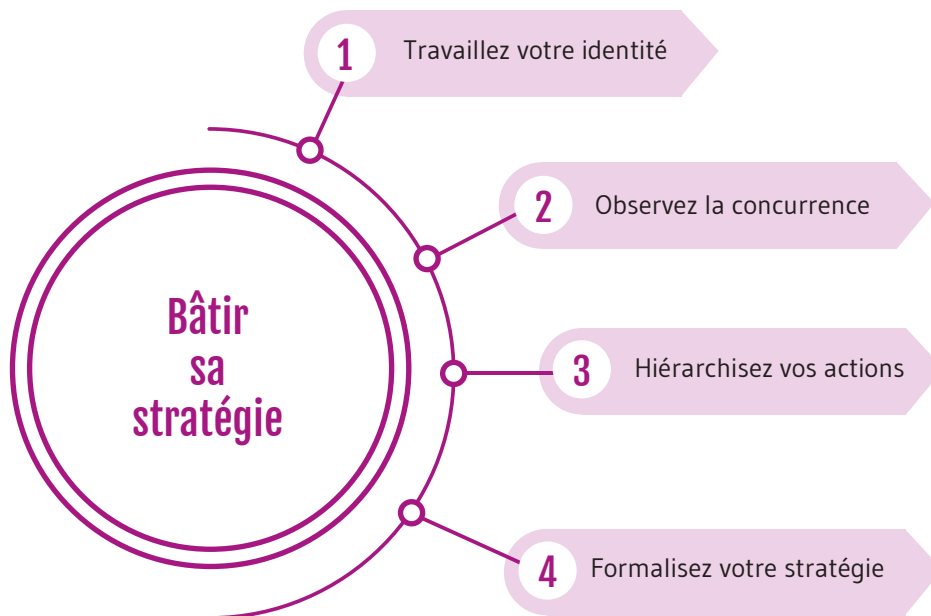 1
Travaillez votre identité
2
Observez la concurrence
Bâtir
sa
stratégie
3
Hiérarchisez vos actions
4
Formalisez votre stratégie